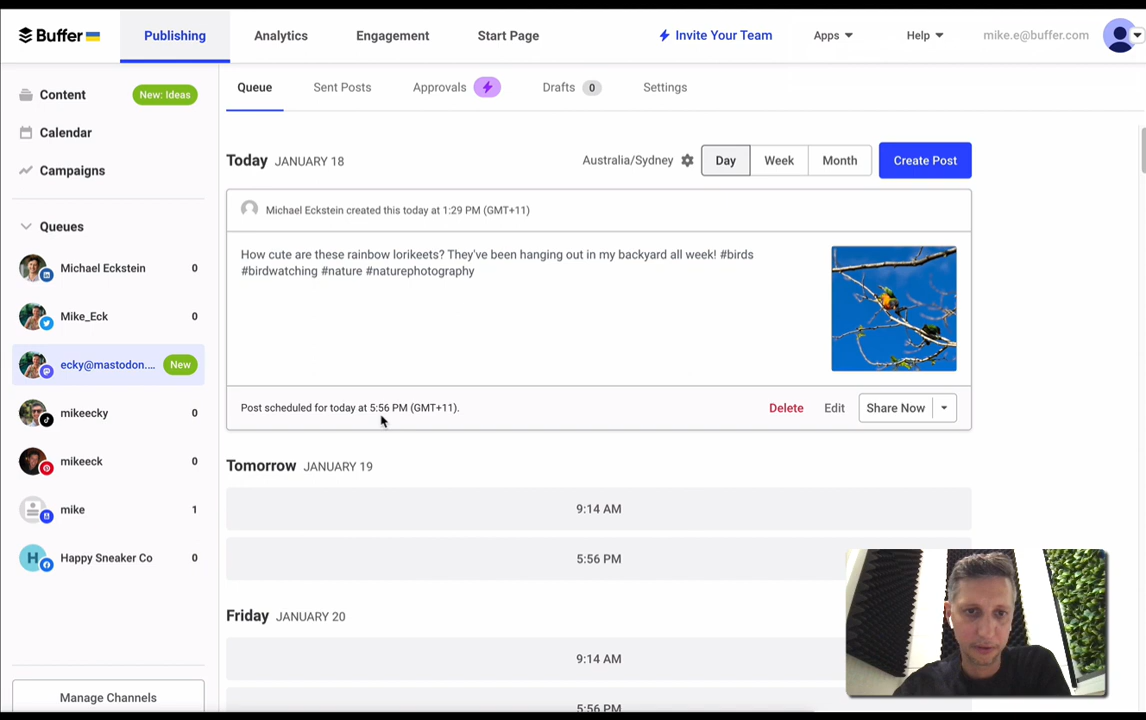 Buffer
Publishing
Analytics
Engagement
Start Page
Invite Your Team
Apps
Help
mike.e@buffer.com
Content
New: Ideas
Calendar
Campaigns
Queues
Michael Eckstein 0
Mike_Eck 0
ecky@mastodon.... New
mikeecky 0
mikeeck 0
mike 1
Happy Sneaker Co 0
H
Manage Channels
Queue
Sent Posts
Approvals
Drafts 0
Settings
Today JANUARY 18
Australia/Sydney
Day
Week
Month
Create Post
Michael Eckstein created this today at 1:29 PM (GMT+11)
How cute are these rainbow lorikeets? They've been hanging out in my backyard all week! #birds
#birdwatching #nature #naturephotography
Post scheduled for today at 5:56 PM (GMT+11).
Delete
Edit
Share Now
Tomorrow JANUARY 19
9:14 AM
5:56 PM
Friday JANUARY 20
9:14 AM
5:56 PM